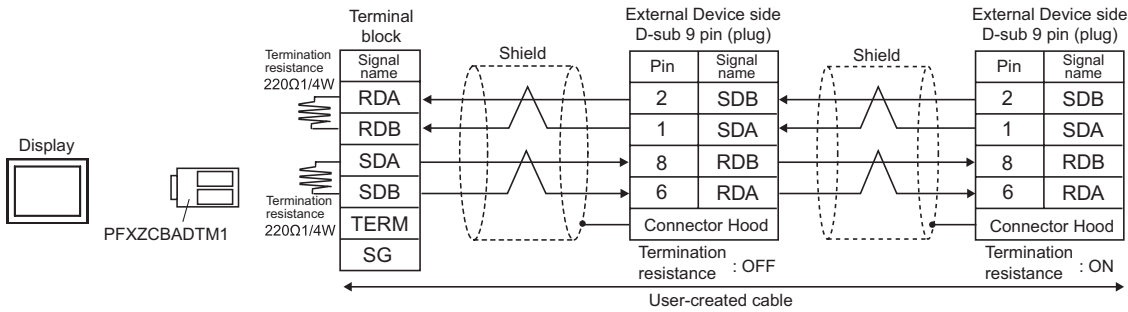 Display
PFXZCBADTM1
Termination
resistance
220Ω1/4W
Termination
resistance
220Ω1/4W
Terminal
block
Signal
name
RDA
RDB
SDA
SDB
TERM
SG
Shield
External Device side
D-sub 9 pin (plug)
Pin Signal
name
2 SDB
1 SDA
8 RDB
6 RDA
Connector Hood
Termination
resistance : OFF
Shield
External Device side
D-sub 9 pin (plug)
Pin Signal
name
2 SDB
1 SDA
8 RDB
6 RDA
Connector Hood
Termination
resistance : ON
User-created cable